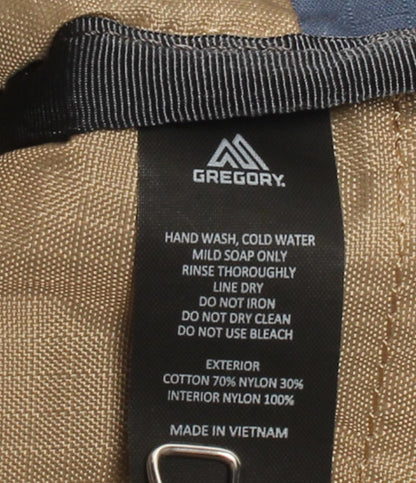 GREGORY.
HAND WASH, COLD WATER
MILD SOAP ONLY
RINSE THOROUGHLY
LINE DRY
DO NOT IRON
DO NOT DRY CLEAN
DO NOT USE BLEACH
EXTERIOR
COTTON 70% NYLON 30%
INTERIOR NYLON 100%
MADE IN VIETNAM